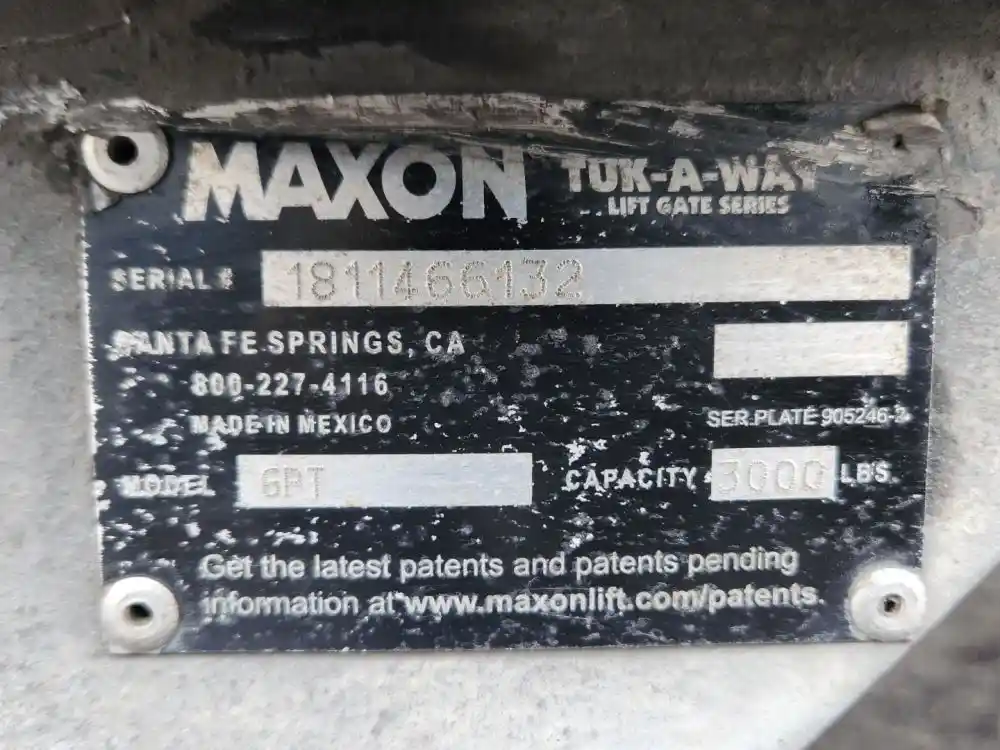 MAXON TUK-A-WAY
LIFT GATE SERIES
SERIAL # 1811466132
SANTA FE SPRINGS, CA
800-227-4116
MADE IN MEXICO
SER.PLATE 905246-2
MODEL GPT CAPACITY 3000 LBS.
Get the latest patents and patents pending
information at www.maxonlift.com/patents.